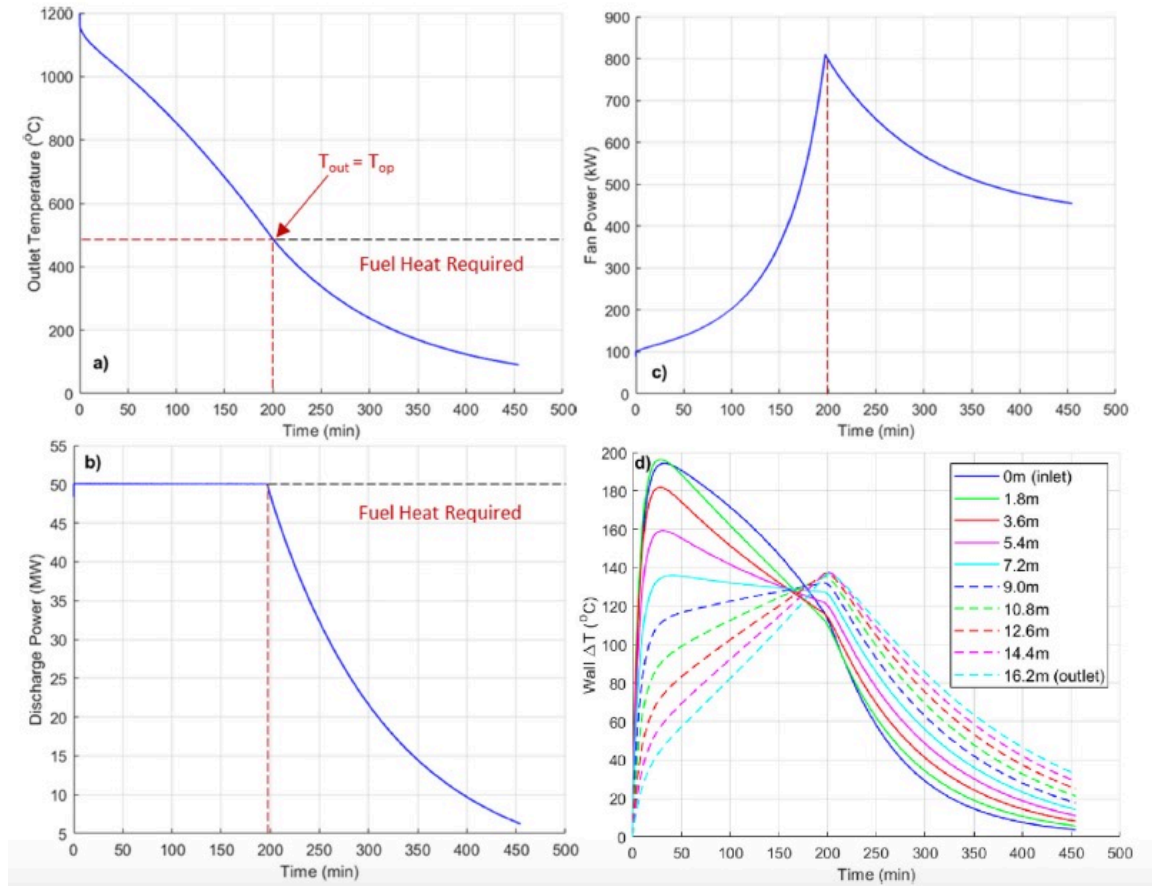 1200
1000
800
600
400
200
0
Outlet Temperature (°C)
T_out = T_op
Fuel Heat Required
a)
0 50 100 150 200 250 300 350 400 450 500
Time (min)
900
800
700
600
500
400
300
200
100
0
Fan Power (kW)
c)
0 50 100 150 200 250 300 350 400 450 500
Time (min)
55
50
45
40
35
30
25
20
15
10
5
Discharge Power (MW)
b)
Fuel Heat Required
0 50 100 150 200 250 300 350 400 450 500
Time (min)
200
180
160
140
120
100
80
60
40
20
0
Wall ΔT (°C)
d)
0m (inlet)
1.8m
3.6m
5.4m
7.2m
9.0m
10.8m
12.6m
14.4m
16.2m (outlet)
0 50 100 150 200 250 300 350 400 450 500
Time (min)